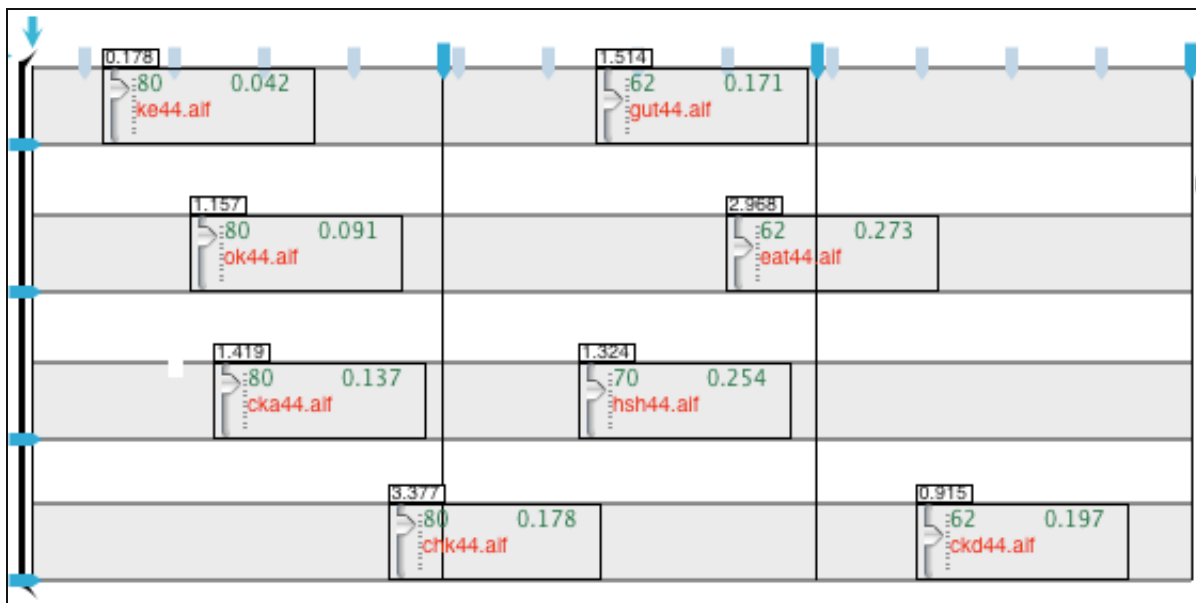 0.178 1.514
80 0.042 62 0.171
ke44.aif gut44.aif
1.157 2.968
80 0.091 62 0.273
ok44.aif eat44.aif
1.419 1.324
80 0.137 70 0.254
cka44.aif hsh44.aif
3.377 0.915
80 0.178 62 0.197
chk44.aif ckd44.aif